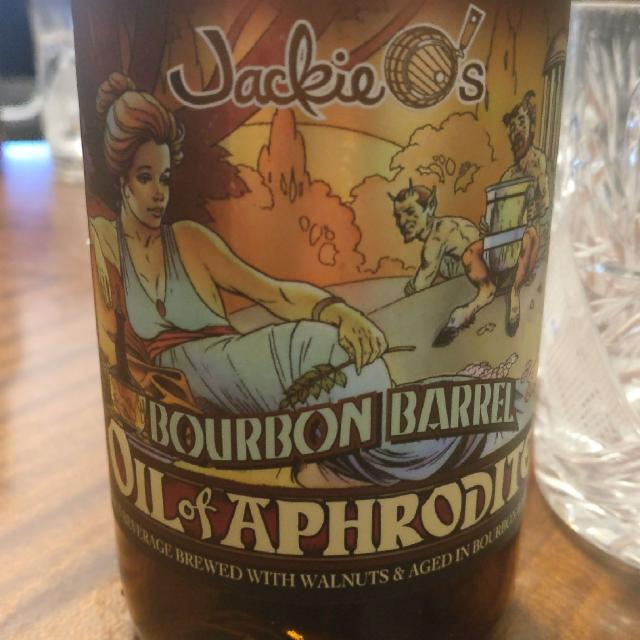 Jackie O's
BOURBON BARREL
OIL of APHRODITE
BEVERAGE BREWED WITH WALNUTS & AGED IN BOURBON